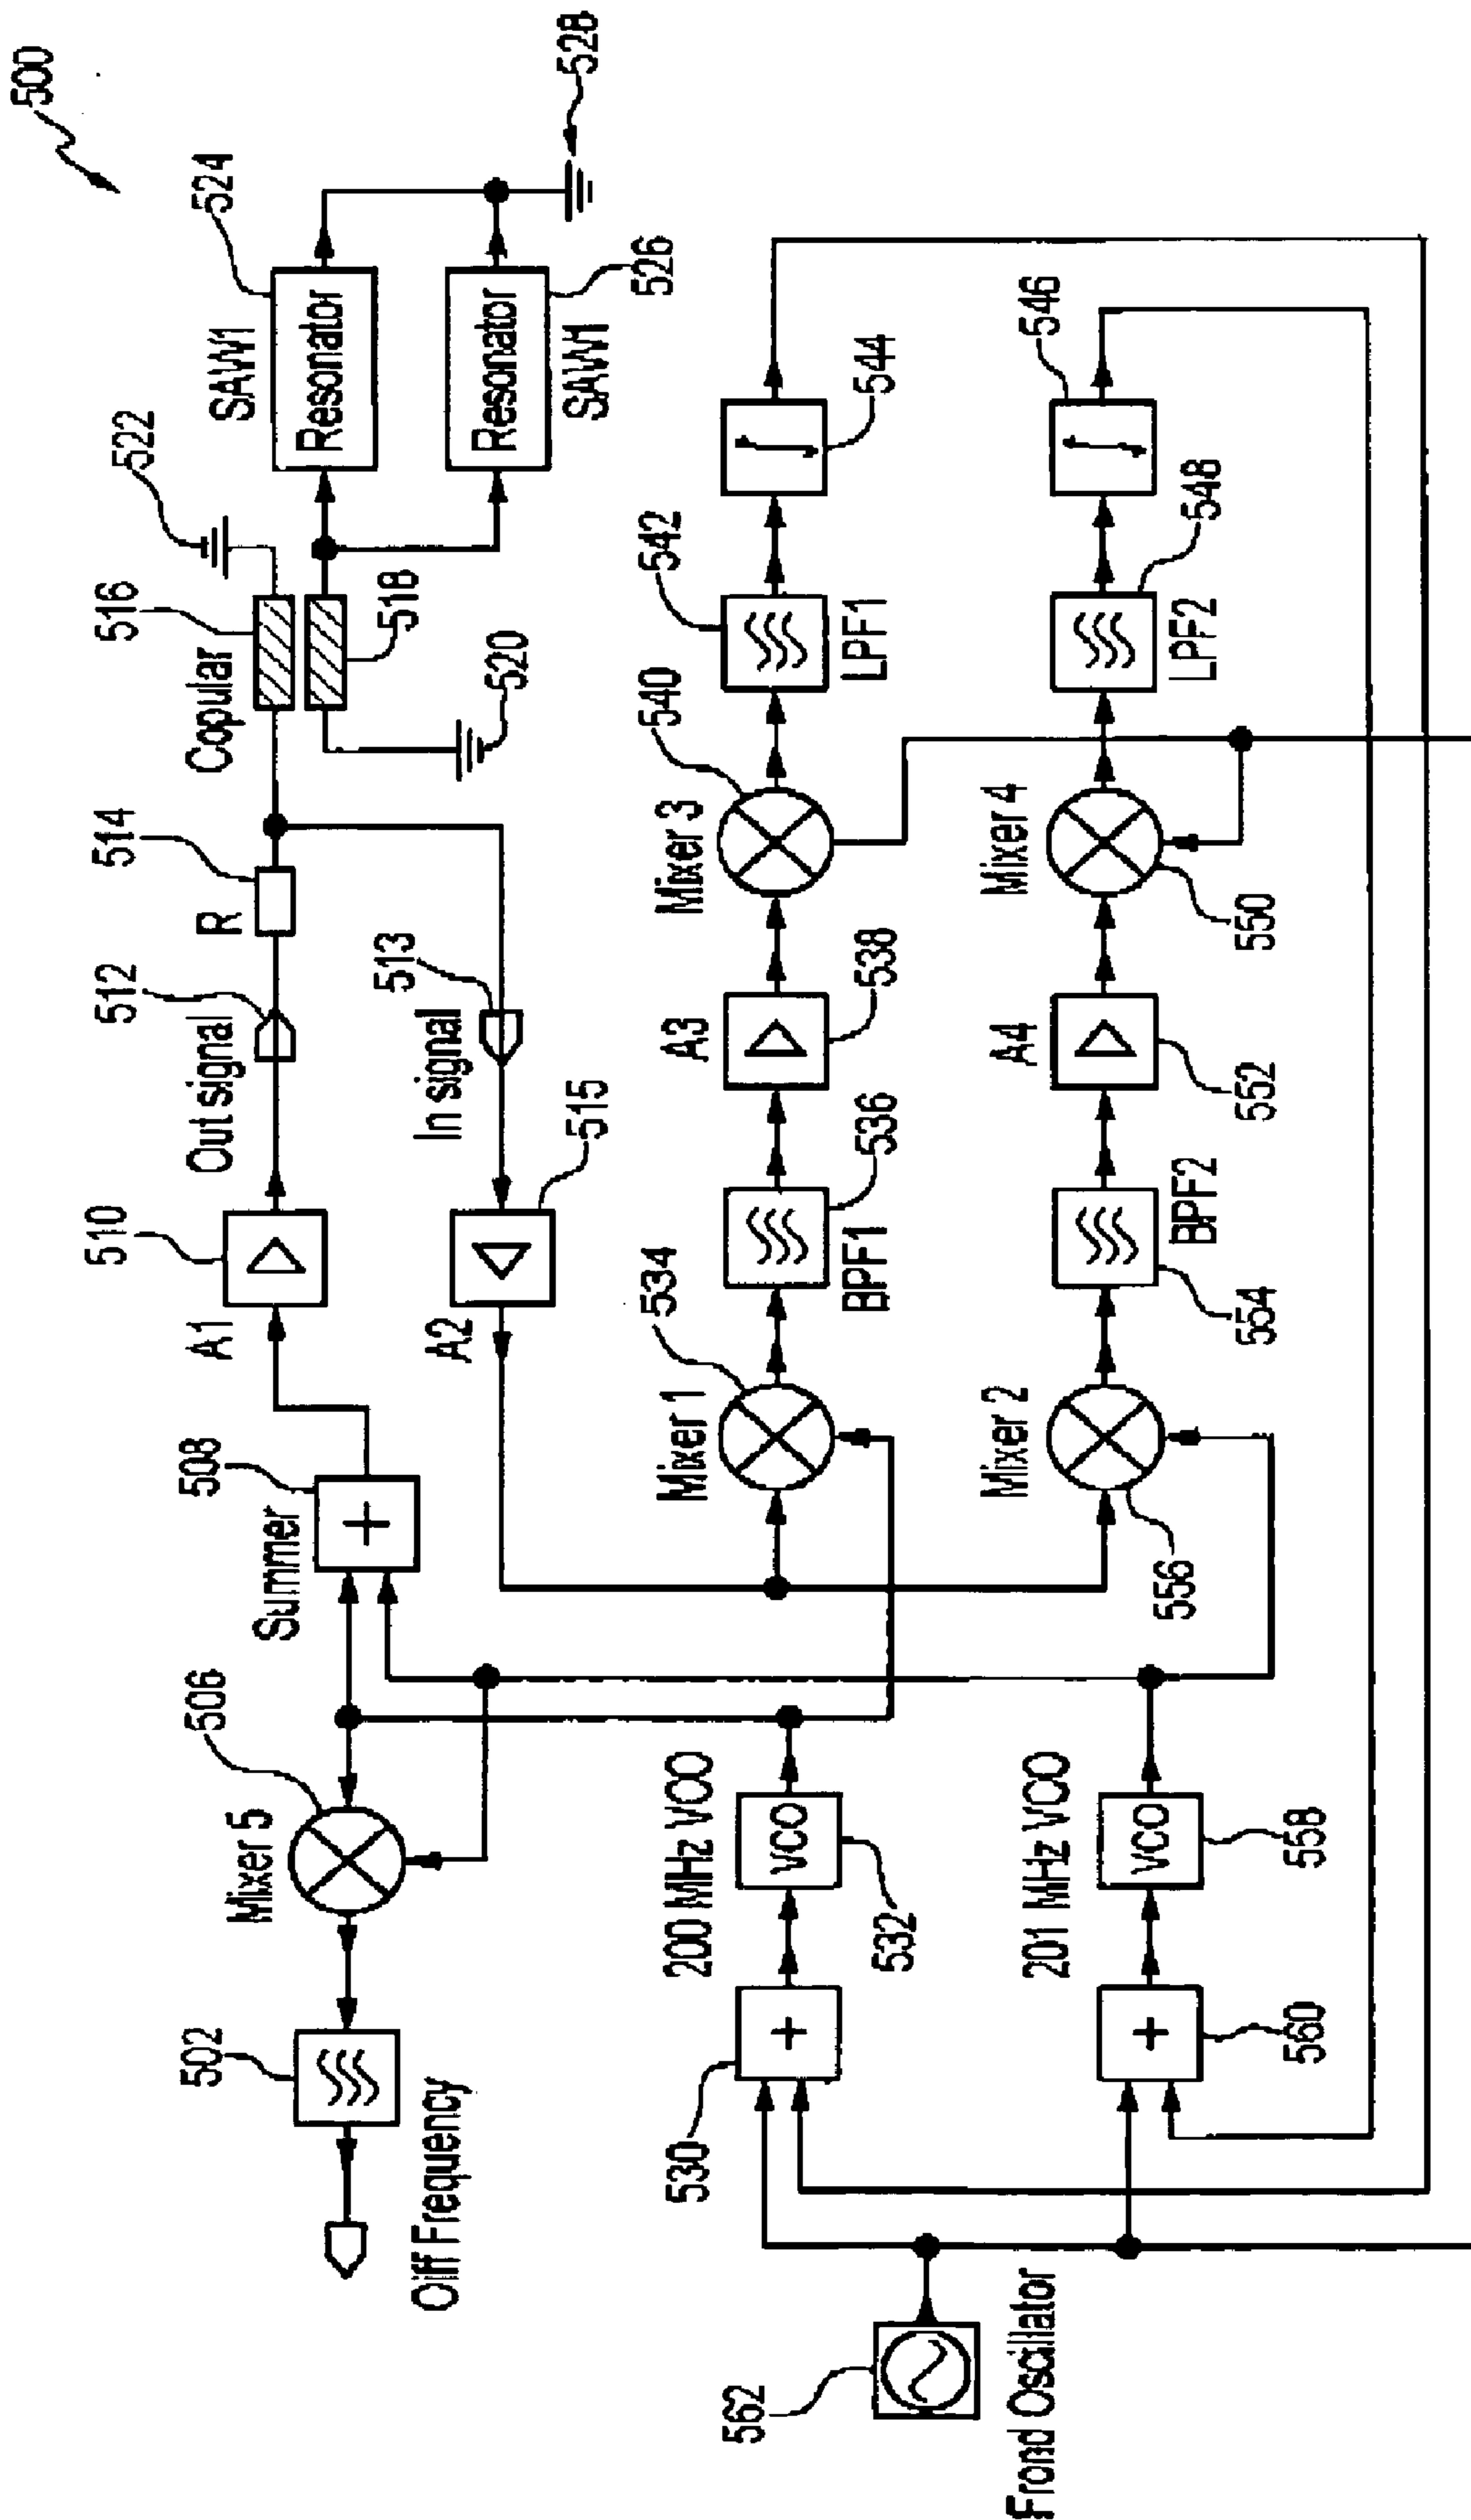 500
502
Diff Frequency
506
Mixer 5
508
Summer
510
A1
512
Out signal
514
R
516
Copular
522
518
520
SAW1
Resonator
524
Resonator
SAW1
526
528
513
In signal
515
A2
534
Mixer 1
BPF1
536
A3
538
540
Mixer 3
542
LPF1
544
530
200 MHz VCO
VCO
532
Mixer 2
556
BPF2
554
A4
552
Mixer 4
550
LPF2
548
546
201 MHz VCO
VCO
558
560
562
Frond Oscillator